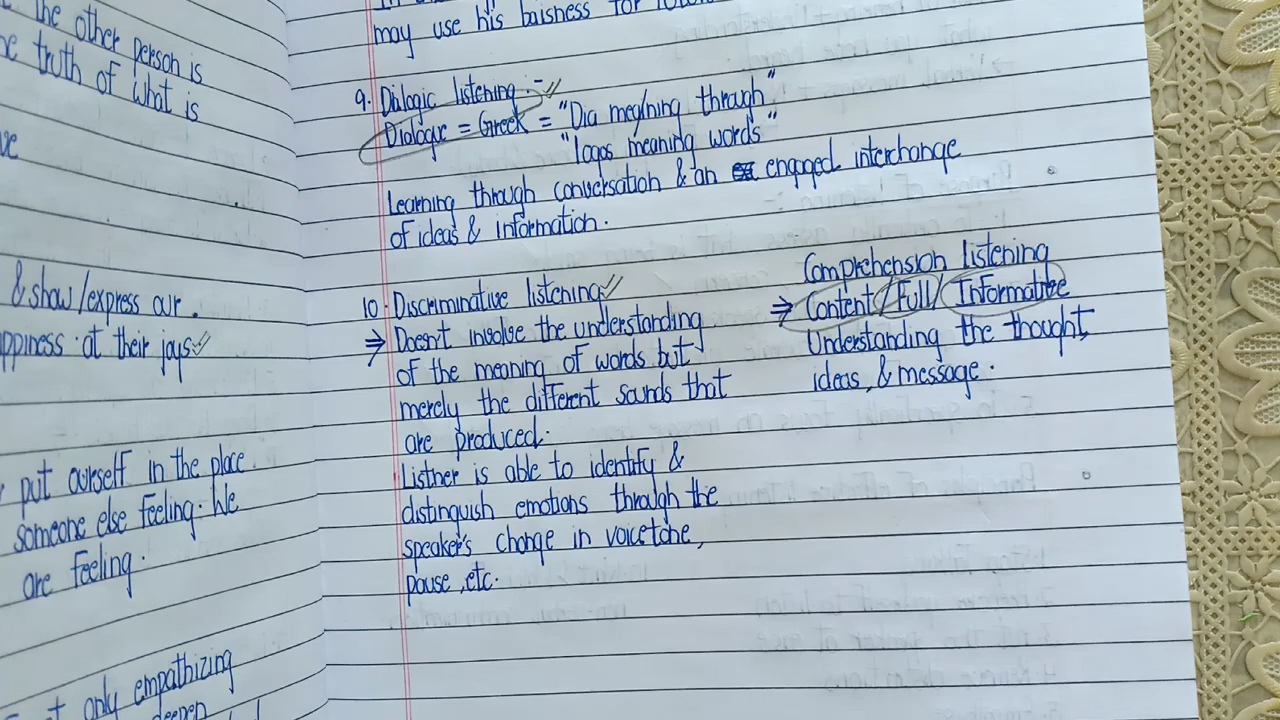 the other person is
truth of what is
& show/express our.
at their joys
put ourself in the place.
someone else feeling. We
are feeling.
only empathizing
may use his baisness for
9. Dialogic listening:-
Dialogue = Greek = "Dia meaning through"
"logos meaning words"
Learning through conversation & an engaged interchange
of ideas & information.
10. Discriminative listening
⇒ Doesn't involve the understanding
of the meaning of words but
merely the different sounds that
are produced.
Listner is able to identify &
distinguish emotions through the
speaker's change in voicetone,
pause, etc.
Comprehension listening
⇒ Content/Full/Informative
Understanding the thought,
ideas, & message.